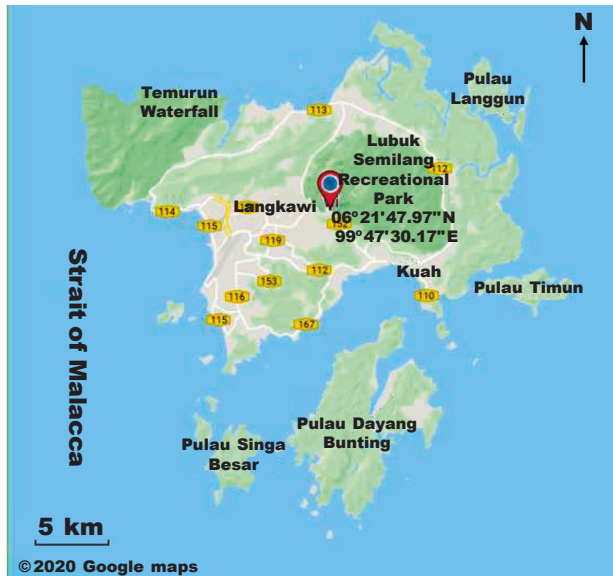 N
Pulau
Langgun
Temurun
Waterfall
113
Lubuk
Semilang
Recreational
Park
112
06°21'47.97"N
99°47'30.17"E
Langkawi
114
115
119
152
112
153
116
115
167
Kuah
110
Pulau Timun
Strait of Malacca
Pulau Dayang
Bunting
Pulau Singa
Besar
5 km
©2020 Google maps